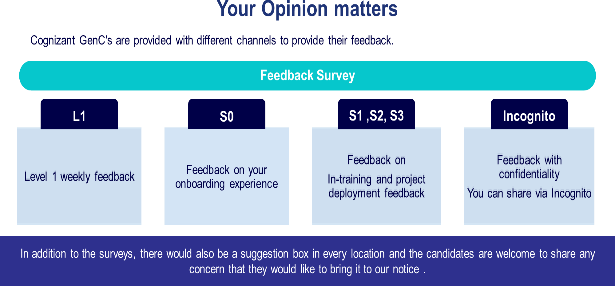 Your Opinion matters
Cognizant GenC's are provided with different channels to provide their feedback.
Feedback Survey
L1
Level 1 weekly feedback
S0
Feedback on your
onboarding experience
S1 ,S2, S3
Feedback on
In-training and project
deployment feedback
Incognito
Feedback with
confidentiality
You can share via Incognito
In addition to the surveys, there would also be a suggestion box in every location and the candidates are welcome to share any
concern that they would like to bring it to our notice .